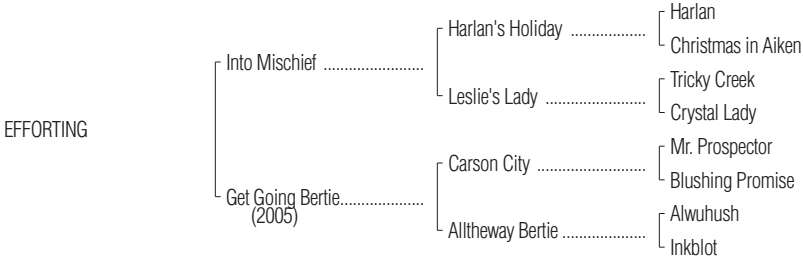 Harlan
Harlan's Holiday ....................
Christmas in Aiken
Into Mischief ........................
Tricky Creek
Leslie's Lady ........................
Crystal Lady
EFFORTING
Mr. Prospector
Carson City ..........................
Blushing Promise
Get Going Bertie....................
(2005)
Alwuhush
Alltheway Bertie ....................
Inkblot